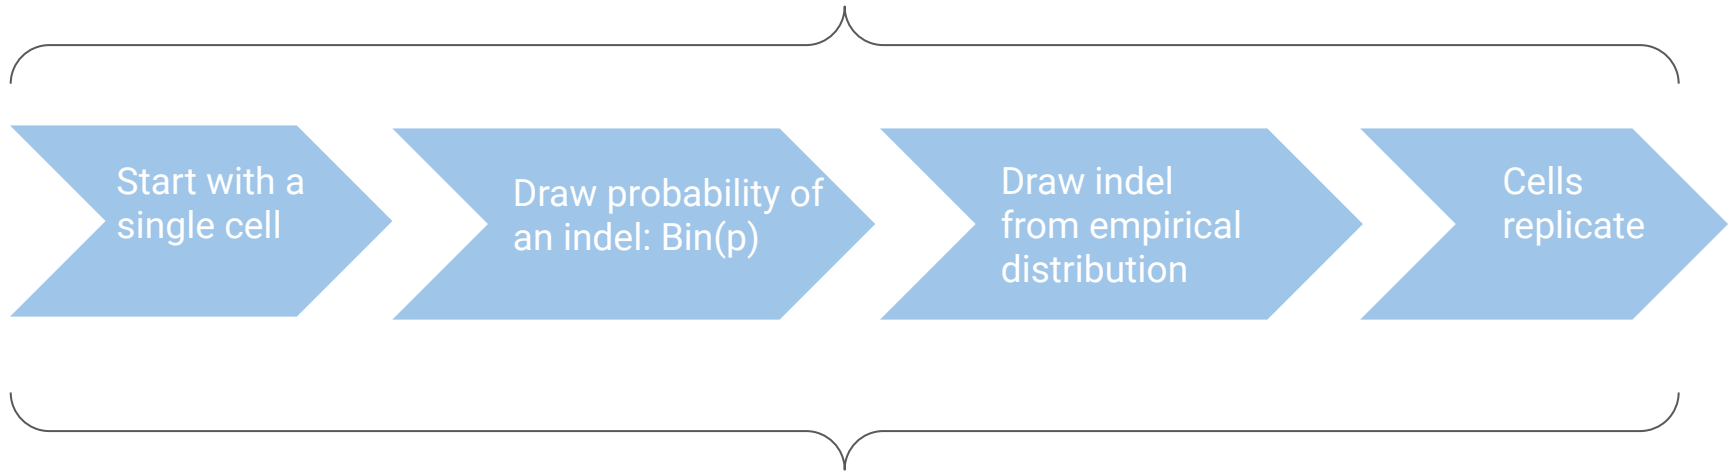 Start with a
single cell
Draw probability of
an indel: Bin(p)
Draw indel
from empirical
distribution
Cells
replicate